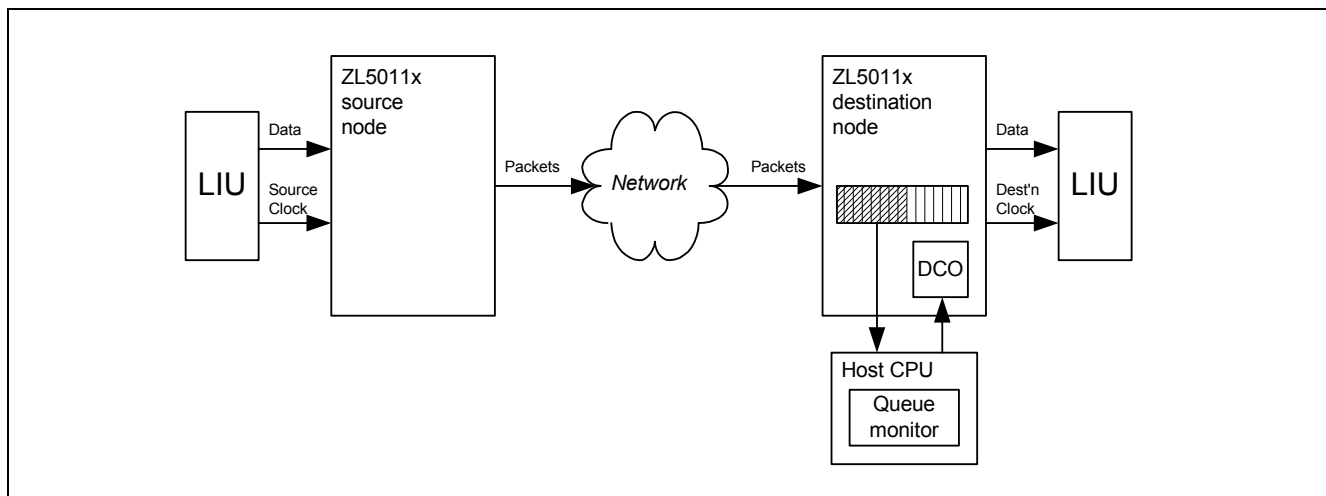 ZL5011x
source
node
LIU
Data
Source
Clock
Packets
Network
Packets
ZL5011x
destination
node
DCO
Data
Dest'n
Clock
LIU
Host CPU
Queue
monitor